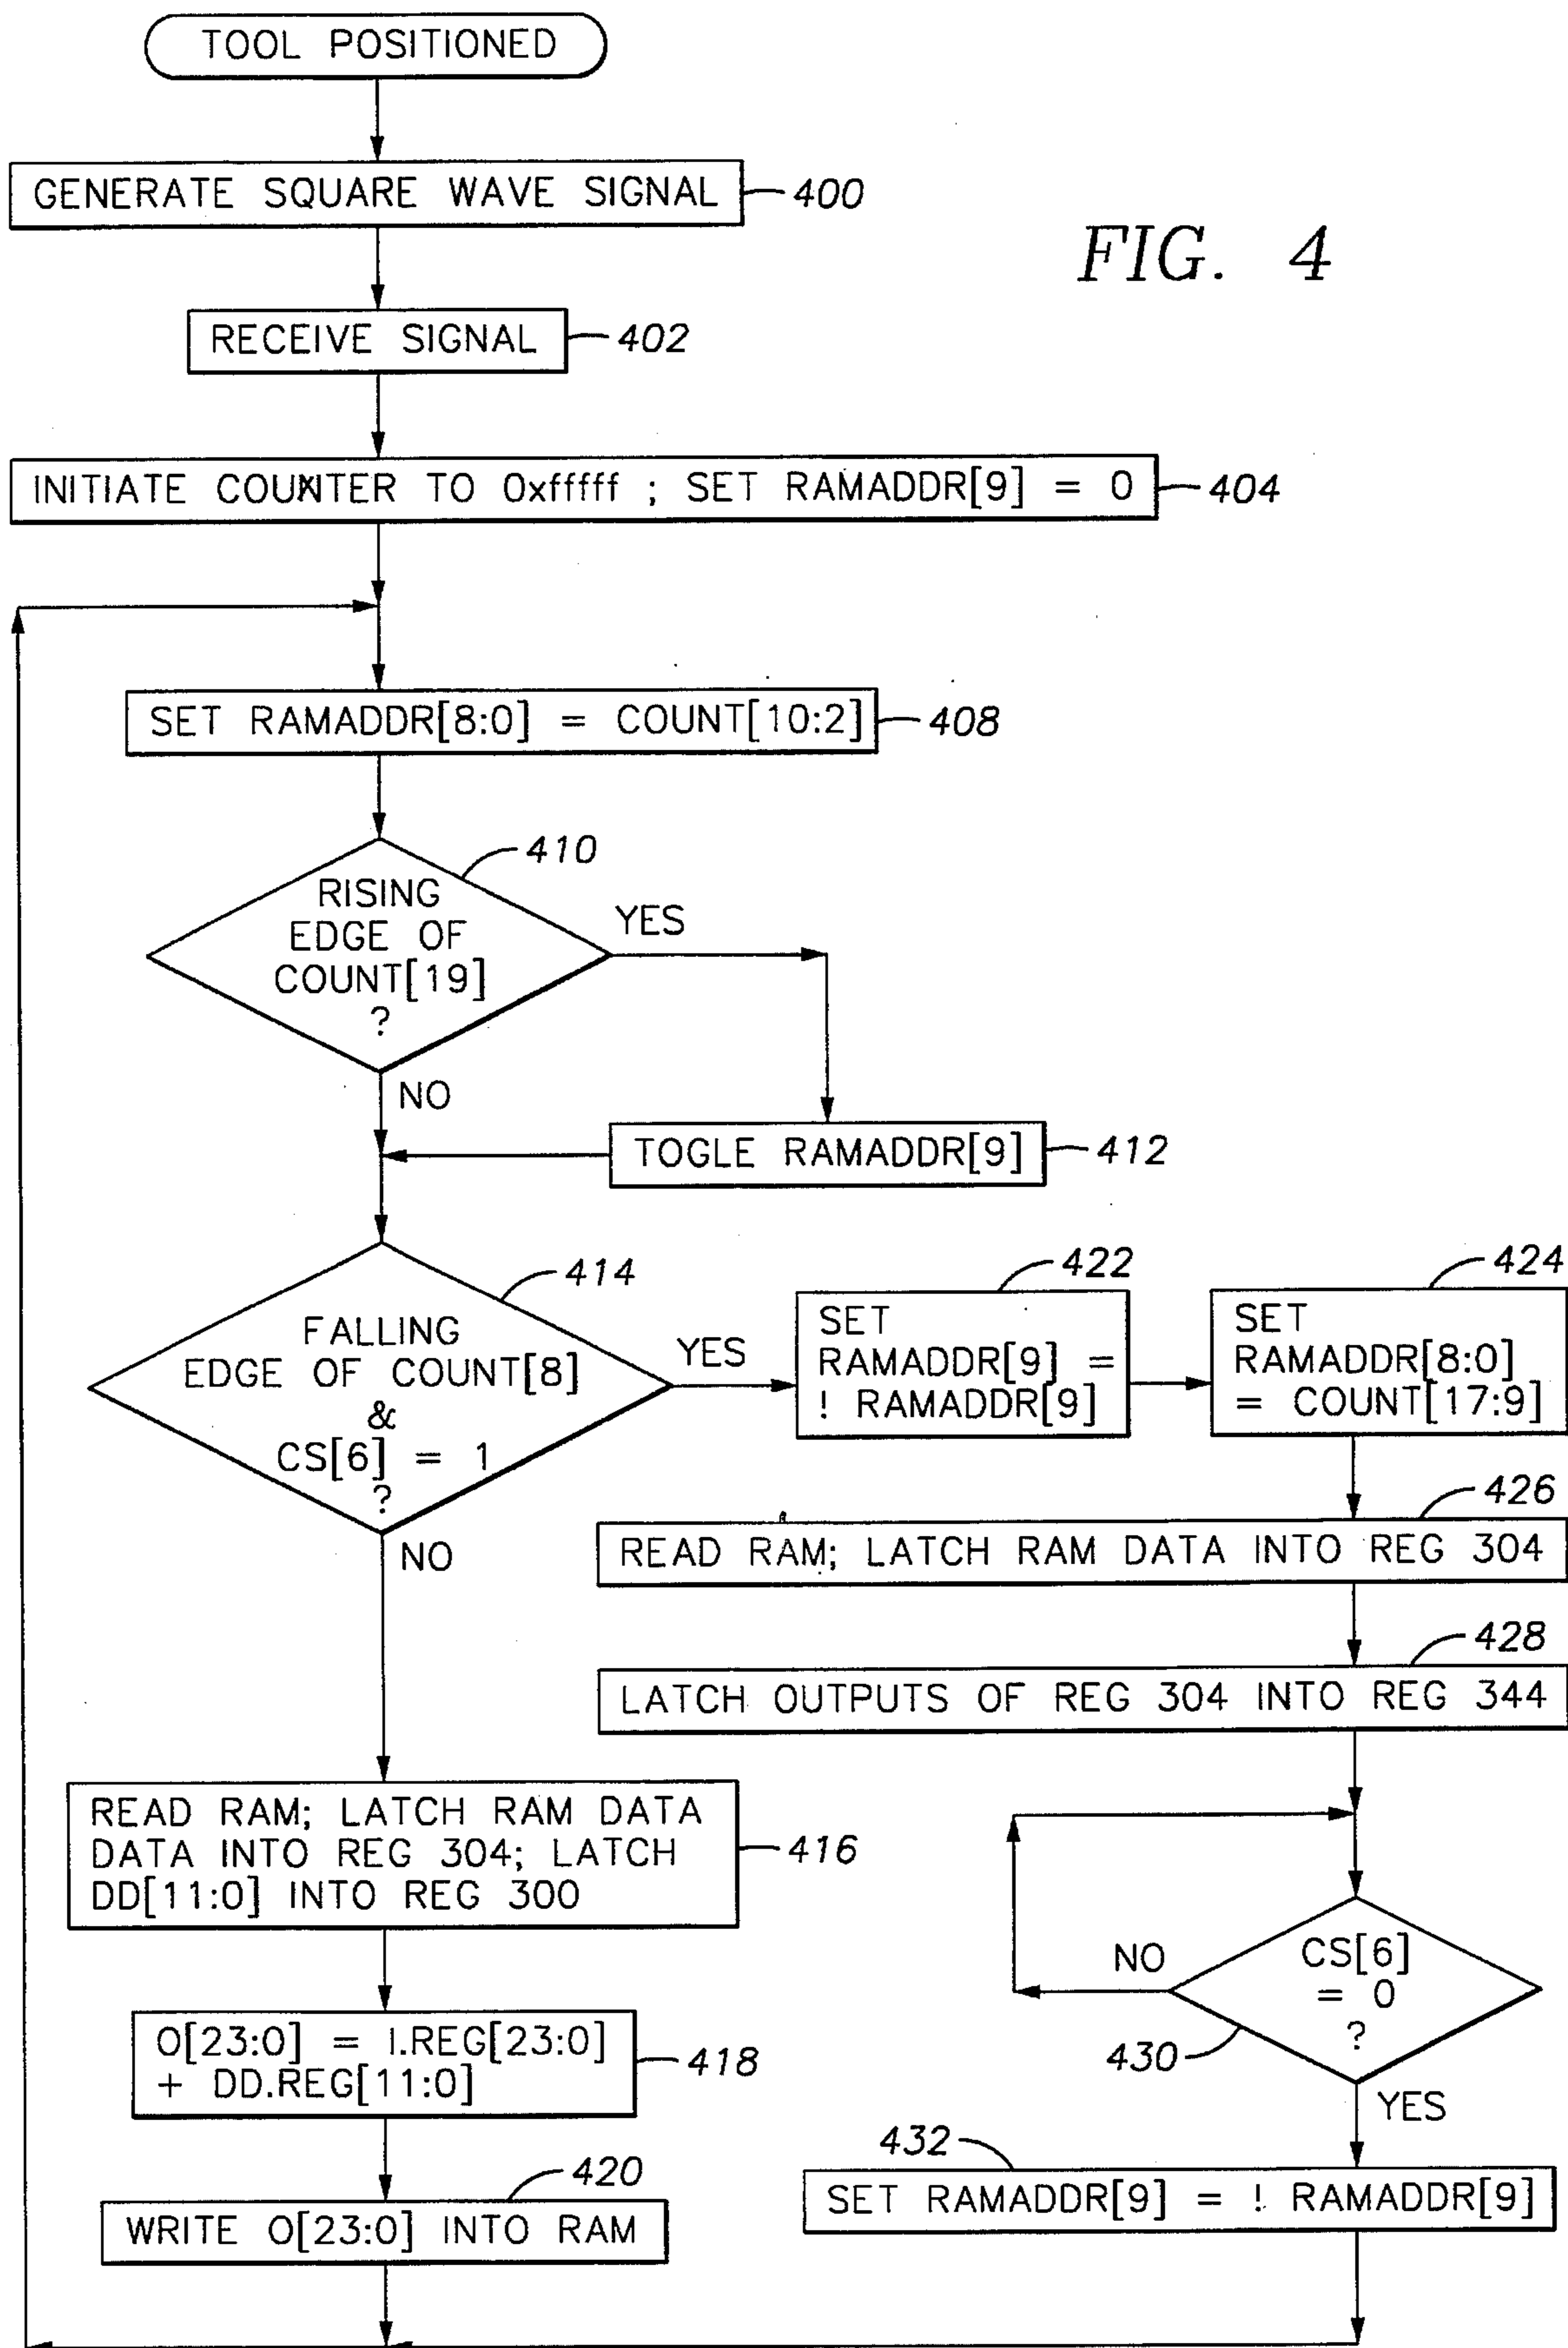 TOOL POSITIONED
GENERATE SQUARE WAVE SIGNAL
400
FIG. 4
RECEIVE SIGNAL
402
INITIATE COUNTER TO 0xfffff ; SET RAMADDR[9] = 0
404
SET RAMADDR[8:0] = COUNT[10:2]
408
410
RISING
EDGE OF
COUNT[19]
?
YES
NO
TOGLE RAMADDR[9]
412
414
FALLING
EDGE OF COUNT[8]
&
CS[6] = 1
?
YES
NO
422
SET
RAMADDR[9] =
! RAMADDR[9]
424
SET
RAMADDR[8:0]
= COUNT[17:9]
426
READ RAM; LATCH RAM DATA INTO REG 304
428
LATCH OUTPUTS OF REG 304 INTO REG 344
READ RAM; LATCH RAM DATA
DATA INTO REG 304; LATCH
DD[11:0] INTO REG 300
416
NO
CS[6]
= 0
?
430
YES
O[23:0] = I.REG[23:0]
+ DD.REG[11:0]
418
432
SET RAMADDR[9] = ! RAMADDR[9]
420
WRITE O[23:0] INTO RAM